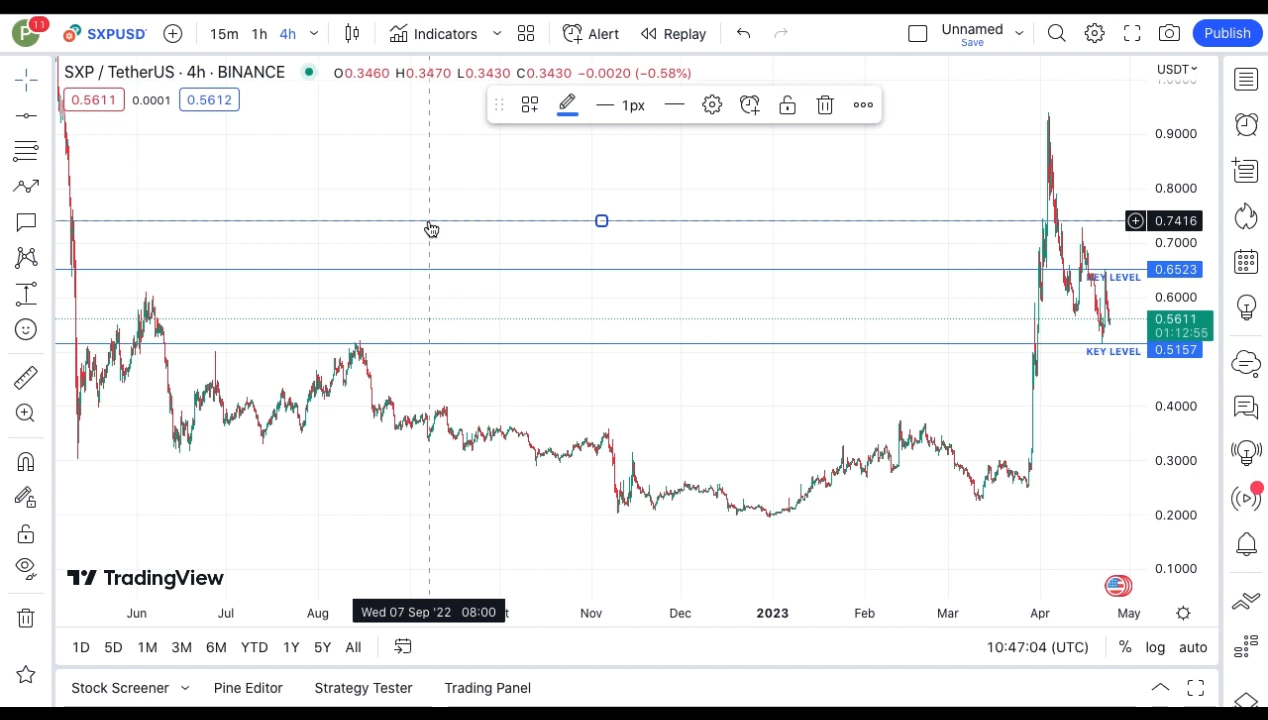 P 11 SXPUSDT 15m 1h 4h Indicators Alert Replay Unnamed Save Publish
SXP / TetherUS · 4h · BINANCE O0.3460 H0.3470 L0.3430 C0.3430 −0.0020 (−0.58%) USDT
0.5611 0.0001 0.5612
1px
1.0000
0.9000
0.8000
0.7416
0.7000
0.6523
KEY LEVEL
0.6000
0.5611
01:12:55
0.5157
KEY LEVEL
0.4000
0.3000
0.2000
0.1000
TradingView
Jun Jul Aug Wed 07 Sep '22 08:00 Nov Dec 2023 Feb Mar Apr May
1D 5D 1M 3M 6M YTD 1Y 5Y All 10:47:04 (UTC) % log auto
Stock Screener Pine Editor Strategy Tester Trading Panel